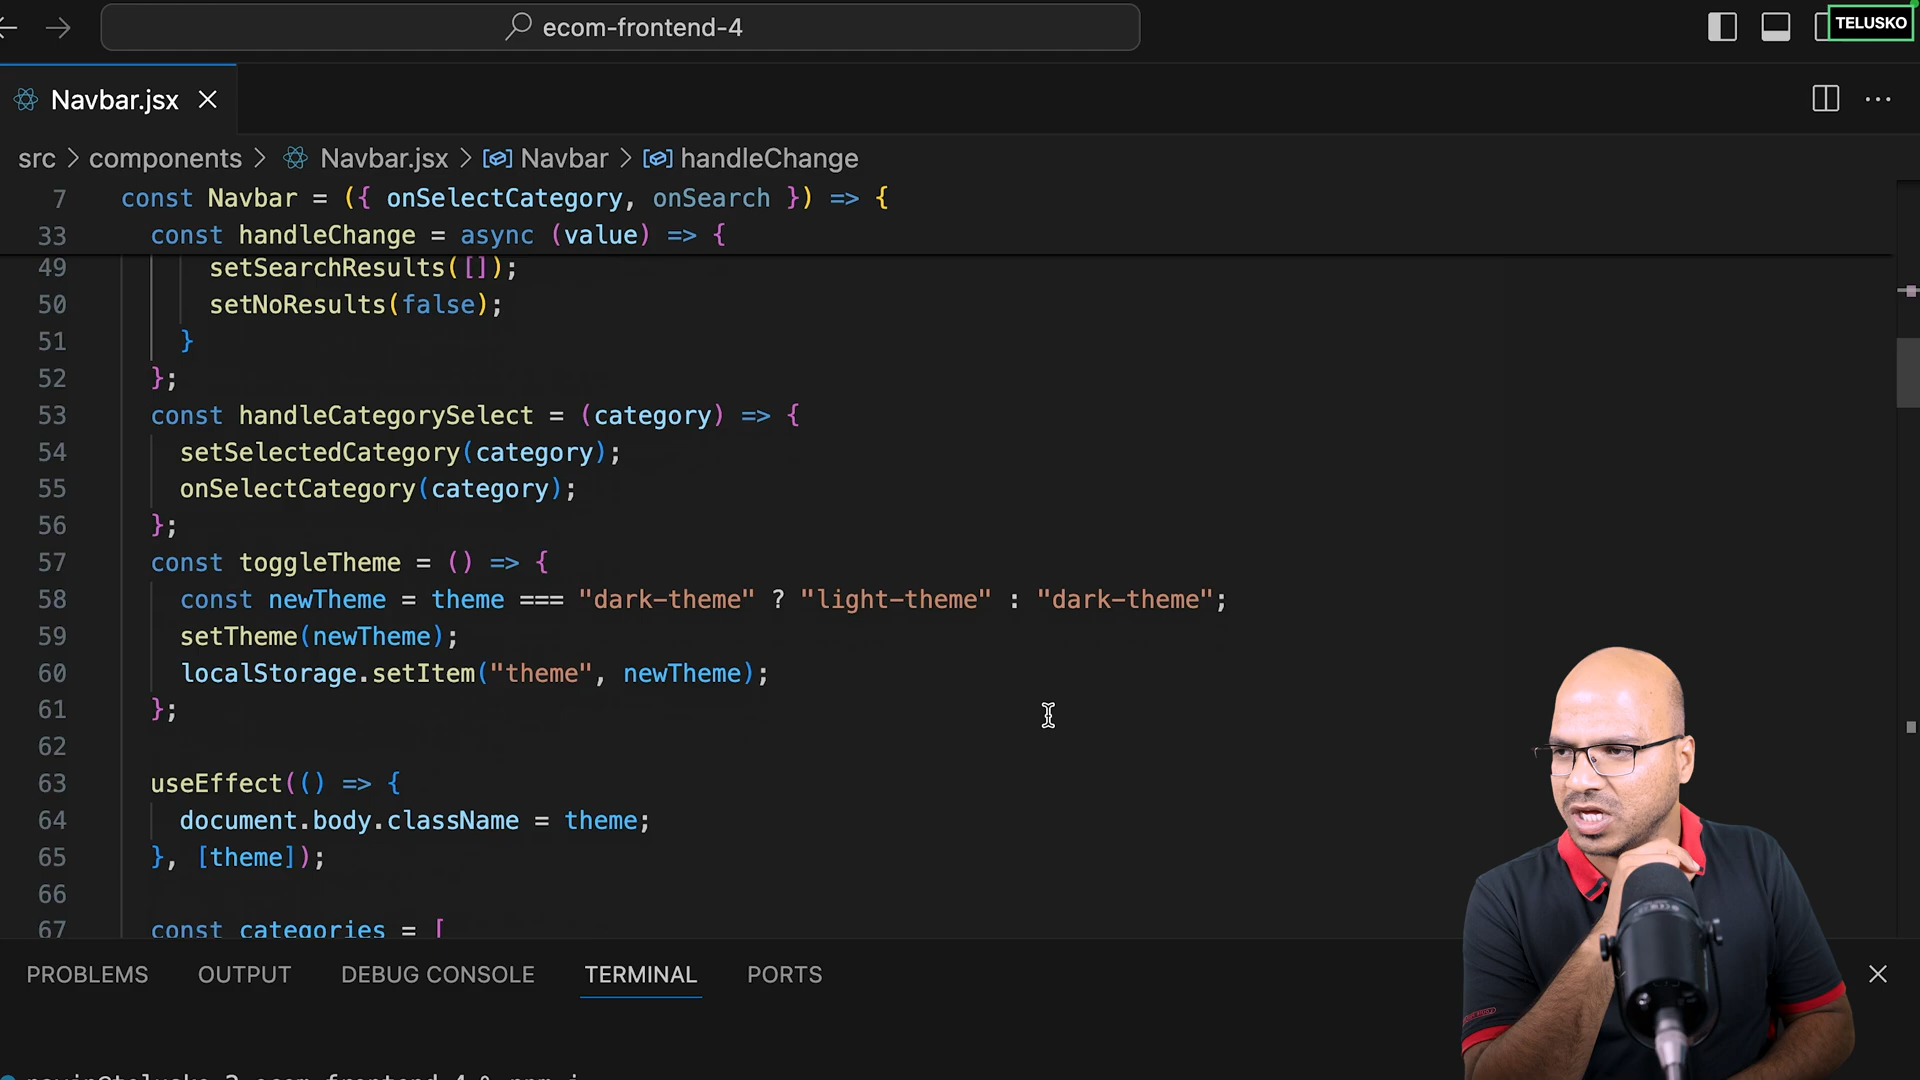 ecom-frontend-4
TELUSKO
Navbar.jsx
src > components > Navbar.jsx > Navbar > handleChange
7 const Navbar = ({ onSelectCategory, onSearch }) => {
33 const handleChange = async (value) => {
49 setSearchResults([]);
50 setNoResults(false);
51 }
52 };
53 const handleCategorySelect = (category) => {
54 setSelectedCategory(category);
55 onSelectCategory(category);
56 };
57 const toggleTheme = () => {
58 const newTheme = theme === "dark-theme" ? "light-theme" : "dark-theme";
59 setTheme(newTheme);
60 localStorage.setItem("theme", newTheme);
61 };
62
63 useEffect(() => {
64 document.body.className = theme;
65 }, [theme]);
66
67 const categories = [
PROBLEMS OUTPUT DEBUG CONSOLE TERMINAL PORTS